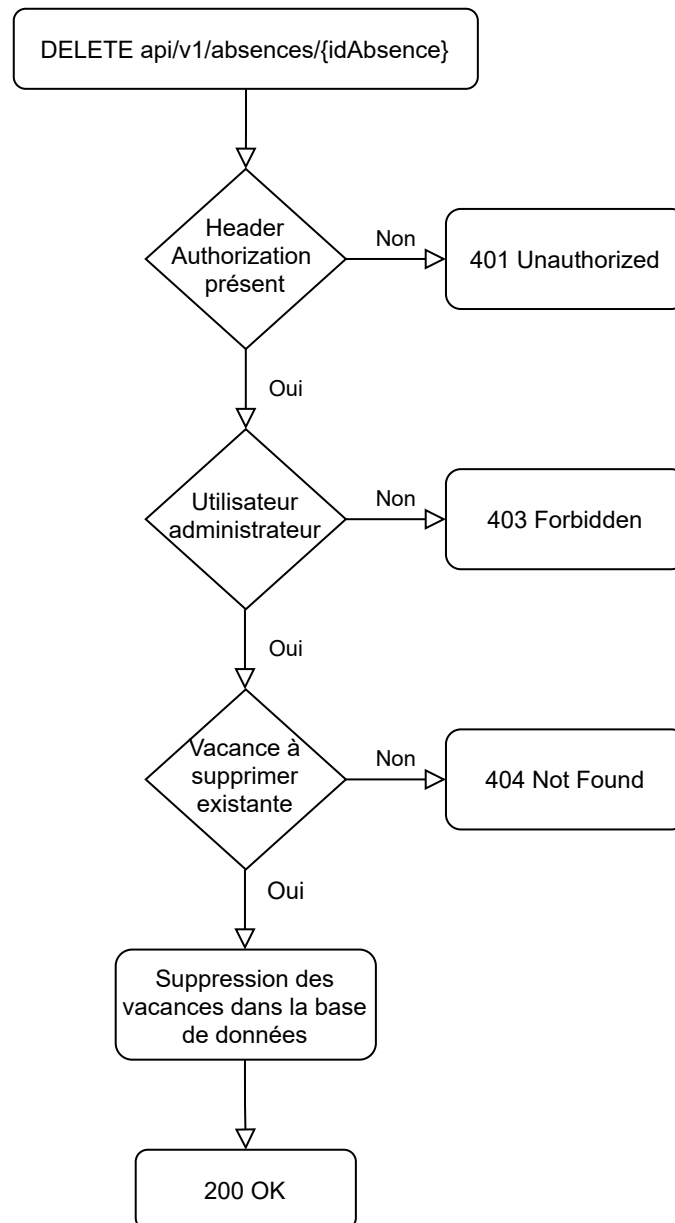 DELETE api/v1/absences/{idAbsence}
Header
Authorization
présent
Non
401 Unauthorized
Oui
Utilisateur
administrateur
Non
403 Forbidden
Oui
Vacance à
supprimer
existante
Non
404 Not Found
Oui
Suppression des
vacances dans la base
de données
200 OK